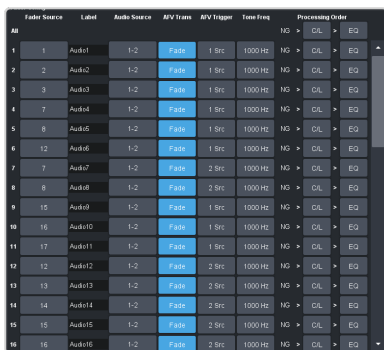 Fader Source Label Audio Source AFV Trans AFV Trigger Tone Freq Processing Order
All NG > C/L > EQ
1 1 Audio1 1-2 Fade 1 Src 1000 Hz NG > C/L > EQ
2 2 Audio2 1-2 Fade 1 Src 1000 Hz NG > C/L > EQ
3 3 Audio3 1-2 Fade 1 Src 1000 Hz NG > C/L > EQ
4 7 Audio4 1-2 Fade 1 Src 1000 Hz NG > C/L > EQ
5 8 Audio5 1-2 Fade 1 Src 1000 Hz NG > C/L > EQ
6 12 Audio6 1-2 Fade 1 Src 1000 Hz NG > C/L > EQ
7 7 Audio7 1-2 Fade 2 Src 1000 Hz NG > C/L > EQ
8 8 Audio8 1-2 Fade 2 Src 1000 Hz NG > C/L > EQ
9 15 Audio9 1-2 Fade 1 Src 1000 Hz NG > C/L > EQ
10 16 Audio10 1-2 Fade 1 Src 1000 Hz NG > C/L > EQ
11 17 Audio11 1-2 Fade 1 Src 1000 Hz NG > C/L > EQ
12 12 Audio12 1-2 Fade 2 Src 1000 Hz NG > C/L > EQ
13 13 Audio13 1-2 Fade 2 Src 1000 Hz NG > C/L > EQ
14 14 Audio14 1-2 Fade 2 Src 1000 Hz NG > C/L > EQ
15 15 Audio15 1-2 Fade 2 Src 1000 Hz NG > C/L > EQ
16 16 Audio16 1-2 Fade 2 Src 1000 Hz NG > C/L > EQ